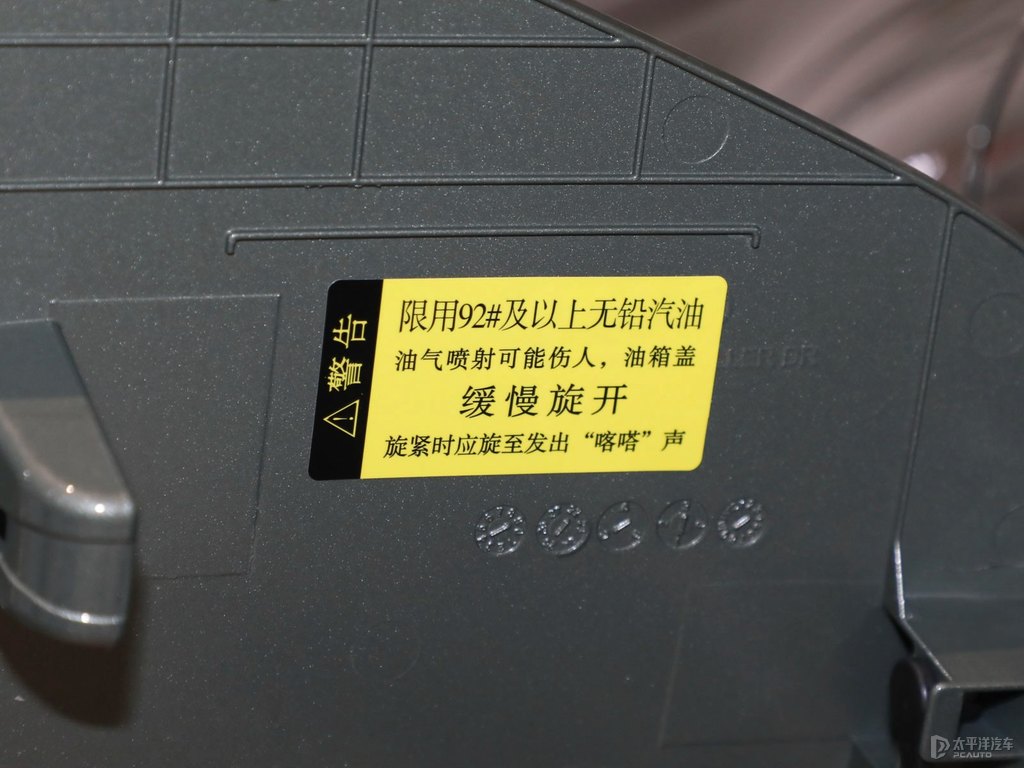 警告
限用92#及以上无铅汽油
油气喷射可能伤人，油箱盖
缓慢旋开
旋紧时应旋至发出“喀嗒”声
太平洋汽车
PCAUTO